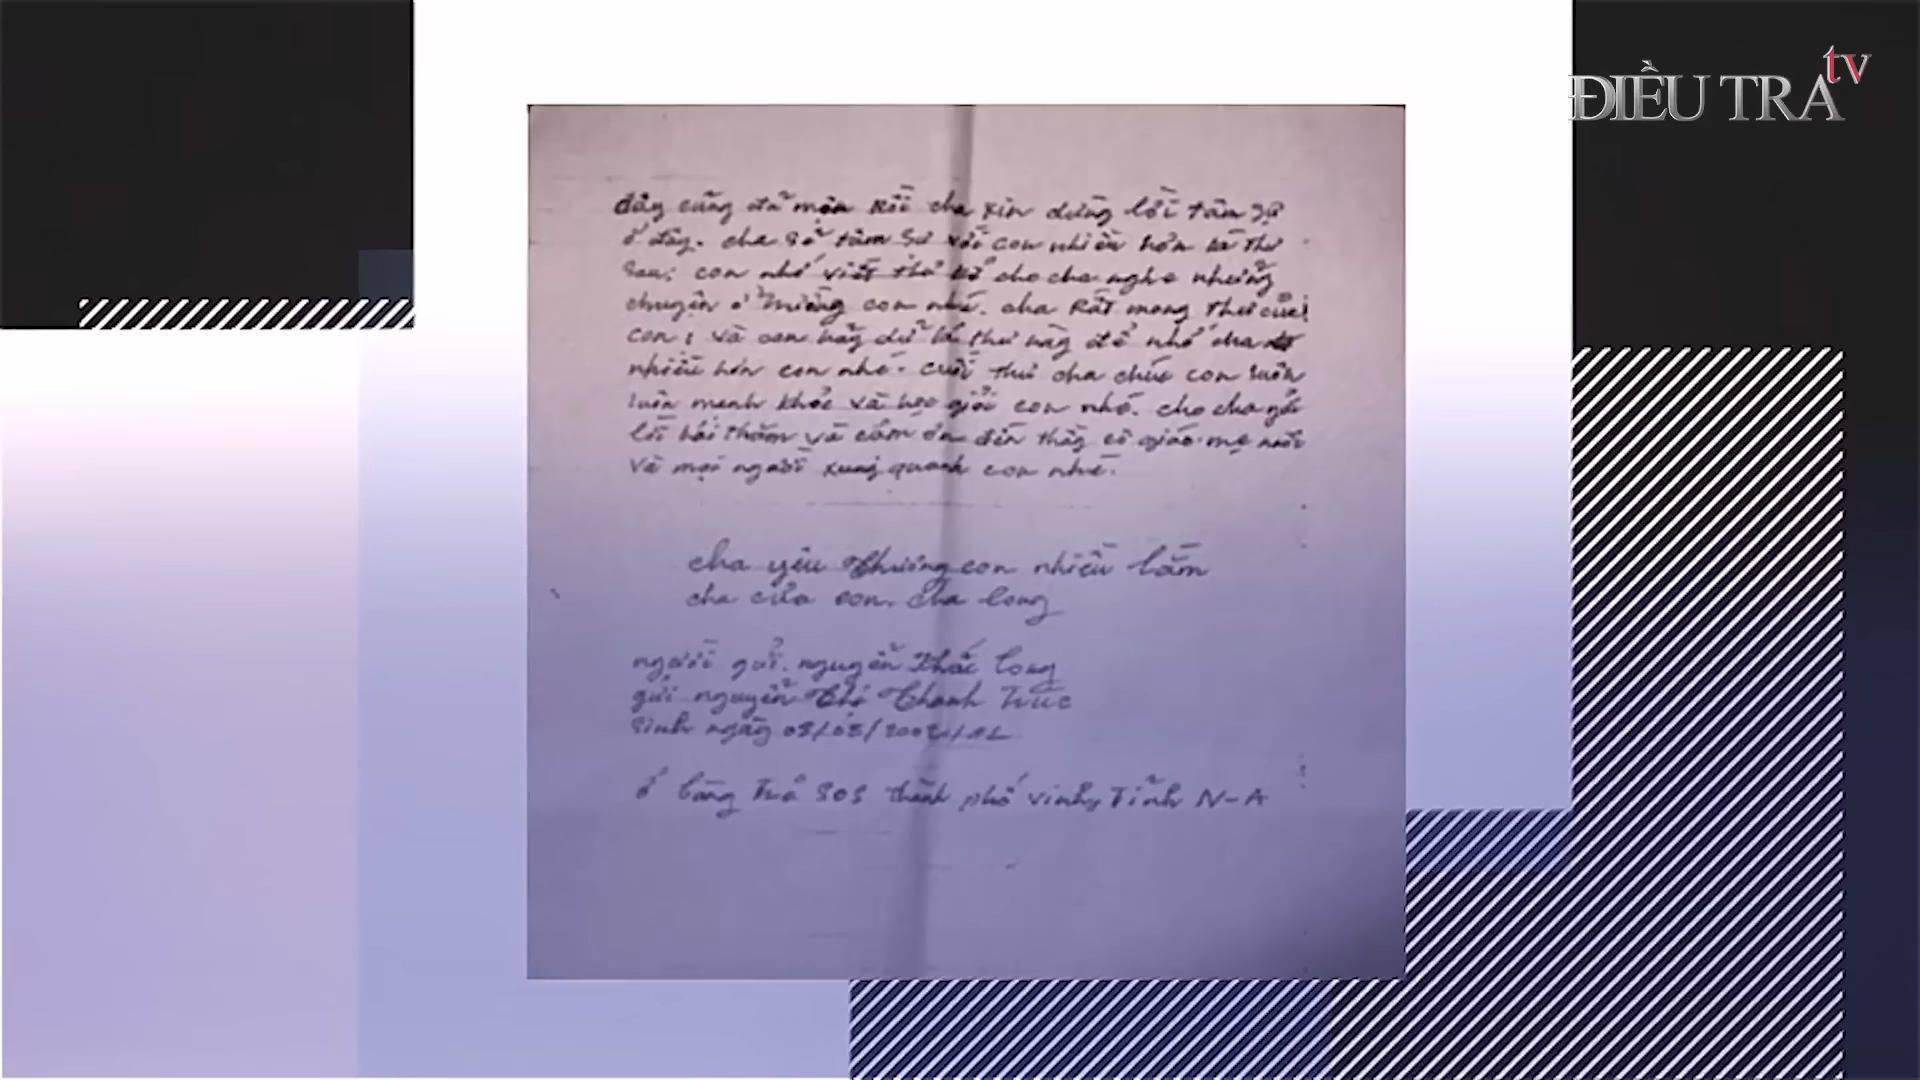 ĐIỀU TRA tv
đây cũng đã muộn Rồi cha xin dừng lời tâm sự
ở đây. cha sẽ tâm sự với con nhiều hơn lá thư
sau; con nhớ viết thư kể cho cha nghe những
chuyện ở trường con nhé. cha Rất mong thư của
con; và con hãy dữ lá thư này để nhớ cha
nhiều hơn con nhé. cuối thư cha chúc con luôn
luôn mạnh khỏe và học giỏi con nhé. cho cha gửi
lời hỏi thăm và cảm ơn đến thầy cô giáo mẹ nuôi
và mọi người xung quanh con nhé.
cha yêu thương con nhiều lắm
cha của con. cha long
người gửi. nguyễn khắc long
gửi nguyễn thị thanh Trúc
sinh ngày
ở làng Trẻ SOS thành phố vinh, Tỉnh N-A